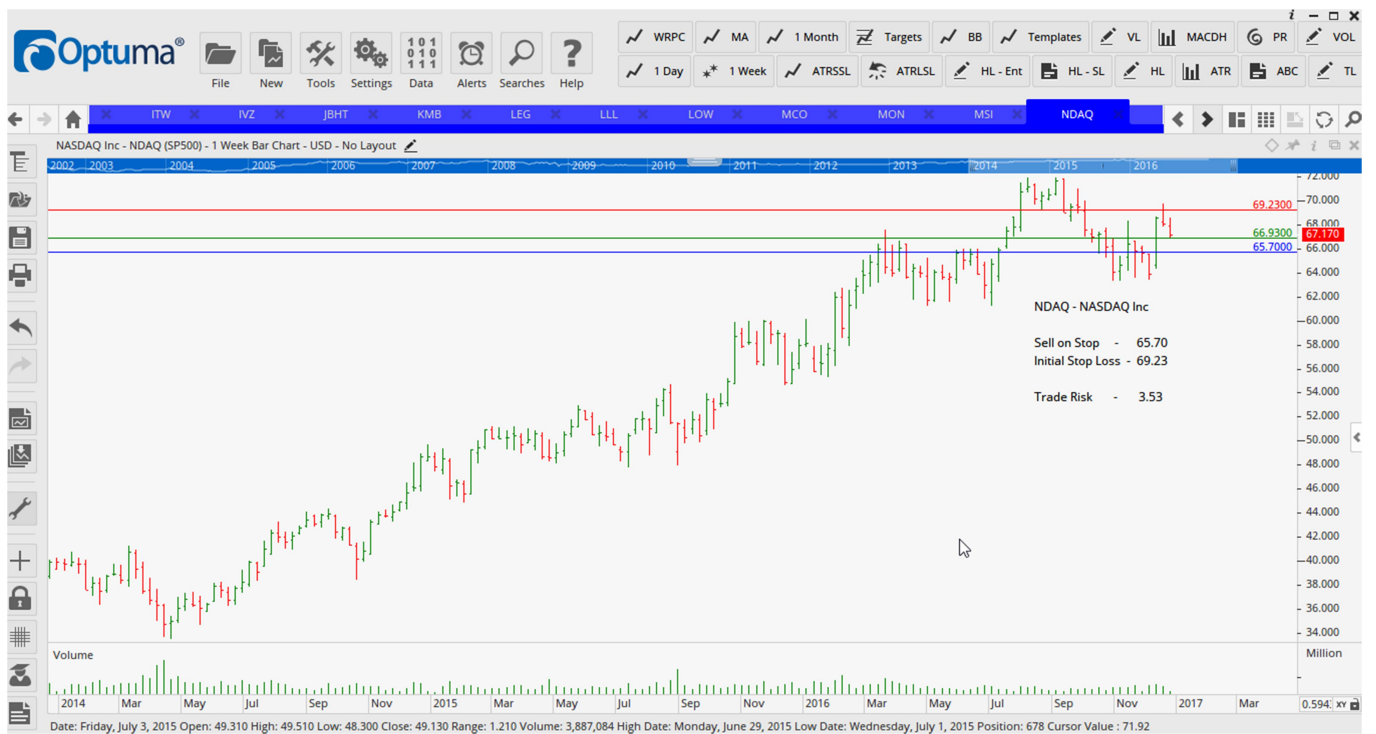 Optuma®
File New Tools Settings Data Alerts Searches Help
WRPC MA 1 Month Targets BB Templates VL MACDH PR VOL
1 Day 1 Week ATRSSL ATRLSL HL - Ent HL - SL HL ATR ABC TL
ITW IVZ JBHT KMB LEG LLL LOW MCO MON MSI NDAQ
NASDAQ Inc - NDAQ (SP500) - 1 Week Bar Chart - USD - No Layout
2002 2003 2004 2005 2006 2007 2008 2009 2010 2011 2012 2013 2014 2015 2016
72.000
70.000
69.2300
68.000
66.9300
67.170
65.7000
66.000
64.000
62.000
NDAQ - NASDAQ Inc
60.000
Sell on Stop - 65.70
58.000
Initial Stop Loss - 69.23
56.000
Trade Risk - 3.53
54.000
52.000
50.000
48.000
46.000
44.000
42.000
40.000
38.000
36.000
34.000
Volume
Million
2014 Mar May Jul Sep Nov 2015 Mar May Jul Sep Nov 2016 Mar May Jul Sep Nov 2017 Mar
XY
Date: Friday, July 3, 2015 Open: 49.310 High: 49.510 Low: 48.300 Close: 49.130 Range: 1.210 Volume: 3,887,084 High Date: Monday, June 29, 2015 Low Date: Wednesday, July 1, 2015 Position: 678 Cursor Value : 71.92